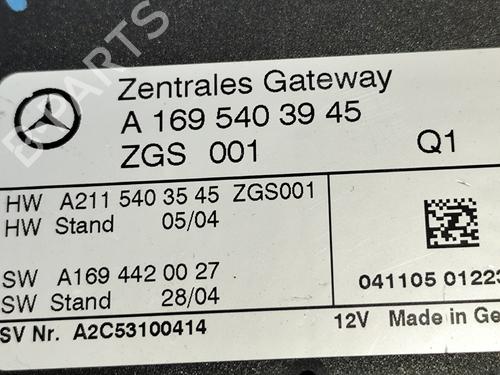 Zentrales Gateway
A 169 540 39 45
ZGS 001 Q1
HW A211 540 35 45 ZGS001
HW Stand 05/04
SW A169 442 00 27
SW Stand 28/04
041105 01223
SV Nr. A2C53100414 12V Made in Ge
PARTS